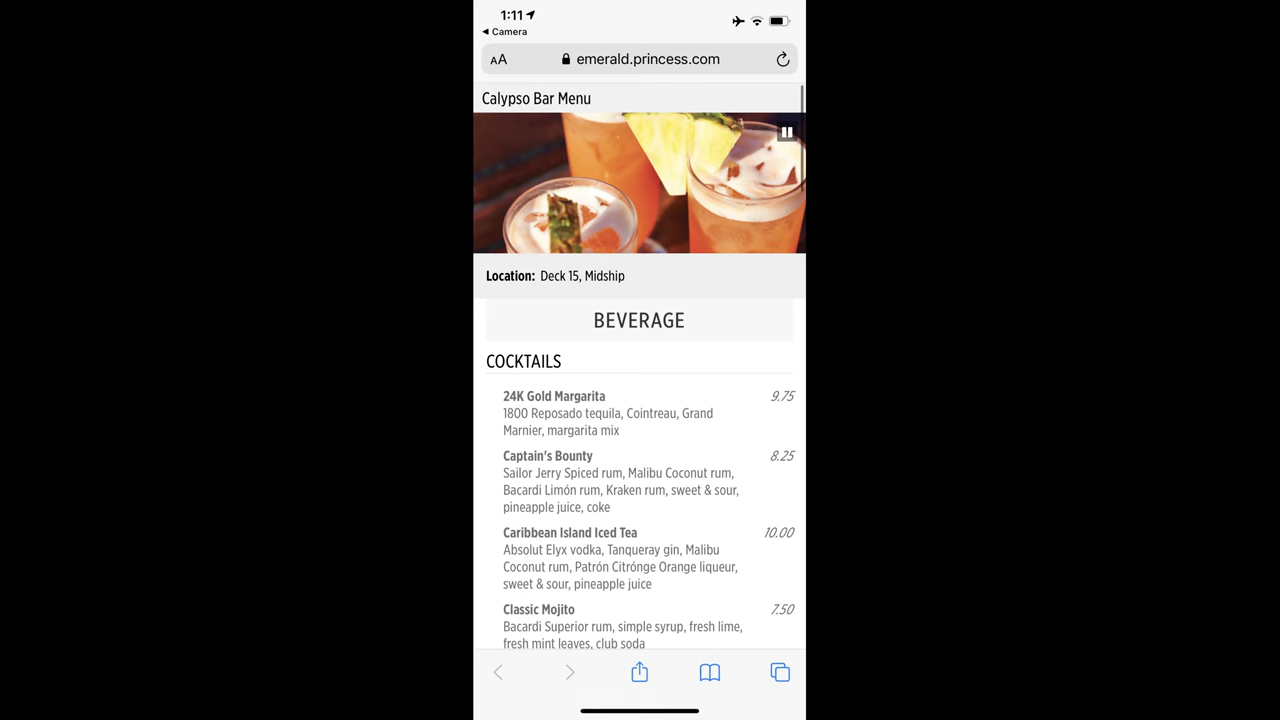 1:11
Camera
AA emerald.princess.com
Calypso Bar Menu
Location: Deck 15, Midship
BEVERAGE
COCKTAILS
24K Gold Margarita 9.75
1800 Reposado tequila, Cointreau, Grand
Marnier, margarita mix
Captain's Bounty 8.25
Sailor Jerry Spiced rum, Malibu Coconut rum,
Bacardi Limón rum, Kraken rum, sweet & sour,
pineapple juice, coke
Caribbean Island Iced Tea 10.00
Absolut Elyx vodka, Tanqueray gin, Malibu
Coconut rum, Patrón Citrónge Orange liqueur,
sweet & sour, pineapple juice
Classic Mojito 7.50
Bacardi Superior rum, simple syrup, fresh lime,
fresh mint leaves, club soda